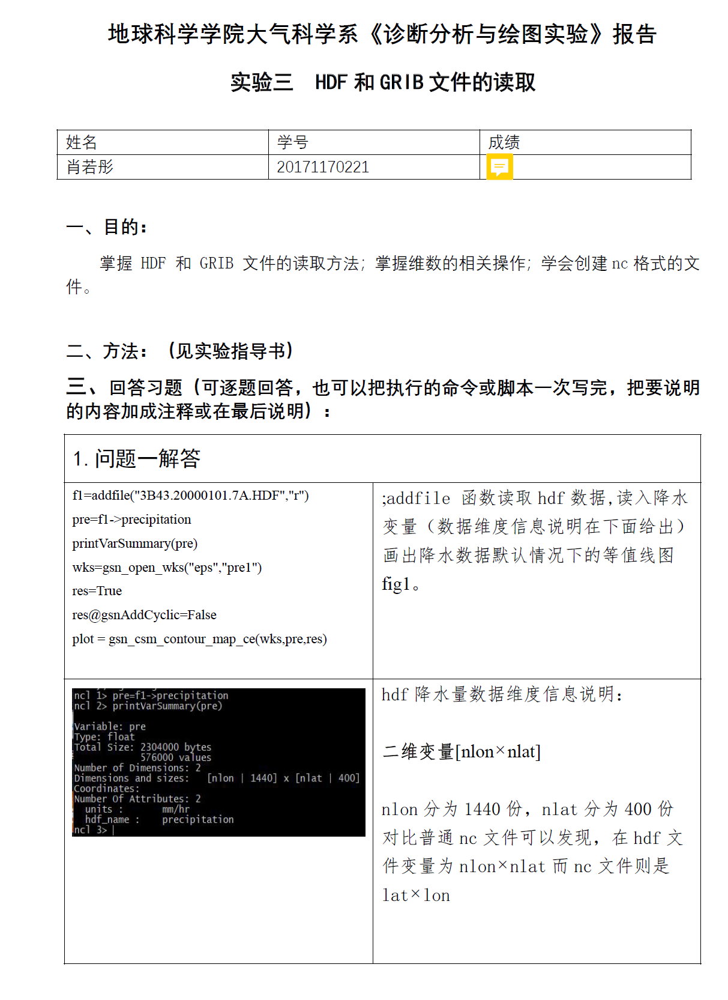 地球科学学院大气科学系《诊断分析与绘图实验》报告
实验三 HDF 和 GRIB 文件的读取
姓名 学号 成绩
肖若彤 20171170221
一、目的：
掌握 HDF 和 GRIB 文件的读取方法；掌握维数的相关操作；学会创建 nc 格式的文
件。
二、方法：（见实验指导书）
三、回答习题（可逐题回答，也可以把执行的命令或脚本一次写完，把要说明
的内容加成注释或在最后说明）：
1.问题一解答
f1=addfile("3B43.20000101.7A.HDF","r")
pre=f1->precipitation
printVarSummary(pre)
wks=gsn_open_wks("eps","pre1")
res=True
res@gsnAddCyclic=False
plot = gsn_csm_contour_map_ce(wks,pre,res)
;addfile 函数读取 hdf 数据,读入降水
变量（数据维度信息说明在下面给出）
画出降水数据默认情况下的等值线图
fig1。
ncl 1> pre=f1->precipitation
ncl 2> printVarSummary(pre)
Variable: pre
Type: float
Total Size: 2304000 bytes
576000 values
Number of Dimensions: 2
Dimensions and sizes: [nlon | 1440] x [nlat | 400]
Coordinates:
Number Of Attributes: 2
units : mm/hr
hdf_name : precipitation
ncl 3>
hdf 降水量数据维度信息说明：
二维变量[nlon×nlat]
nlon 分为 1440 份，nlat 分为 400 份
对比普通 nc 文件可以发现，在 hdf 文
件变量为 nlon×nlat 而 nc 文件则是
lat×lon